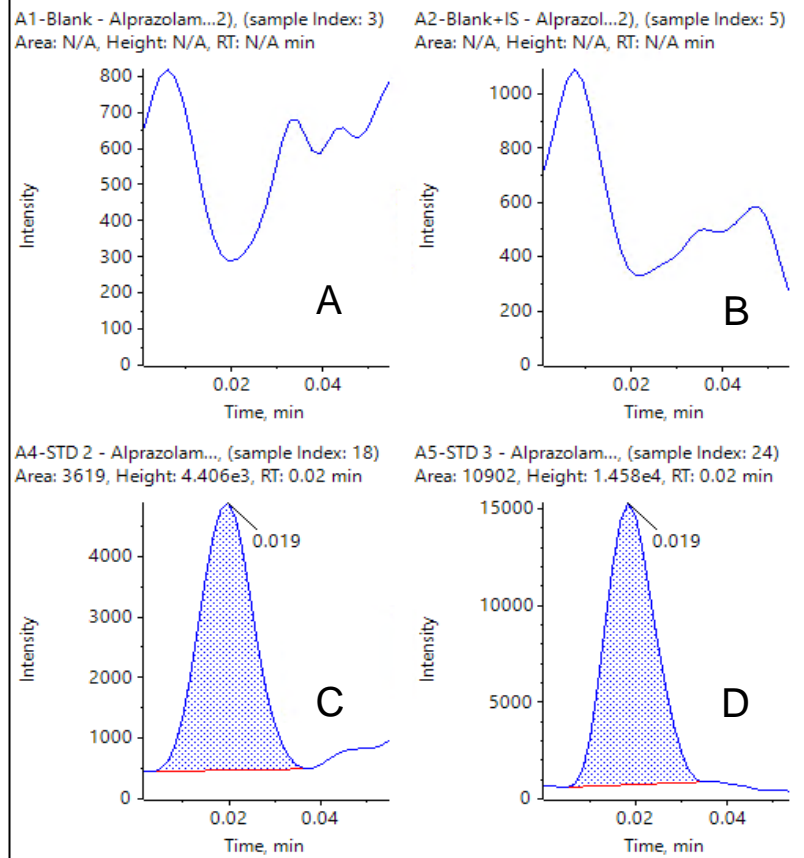 A1-Blank - Alprazolam...2), (sample Index: 3)
Area: N/A, Height: N/A, RT: N/A min
800
700
600
500
400
300
200
100
0
Intensity
A
0.02
0.04
Time, min
A2-Blank+IS - Alprazol...2), (sample Index: 5)
Area: N/A, Height: N/A, RT: N/A min
1000
800
600
400
200
0
Intensity
B
0.02
0.04
Time, min
A4-STD 2 - Alprazolam..., (sample Index: 18)
Area: 3619, Height: 4.406e3, RT: 0.02 min
4000
3000
2000
1000
0
Intensity
0.019
C
0.02
0.04
Time, min
A5-STD 3 - Alprazolam..., (sample Index: 24)
Area: 10902, Height: 1.458e4, RT: 0.02 min
15000
10000
5000
0
Intensity
0.019
D
0.02
0.04
Time, min